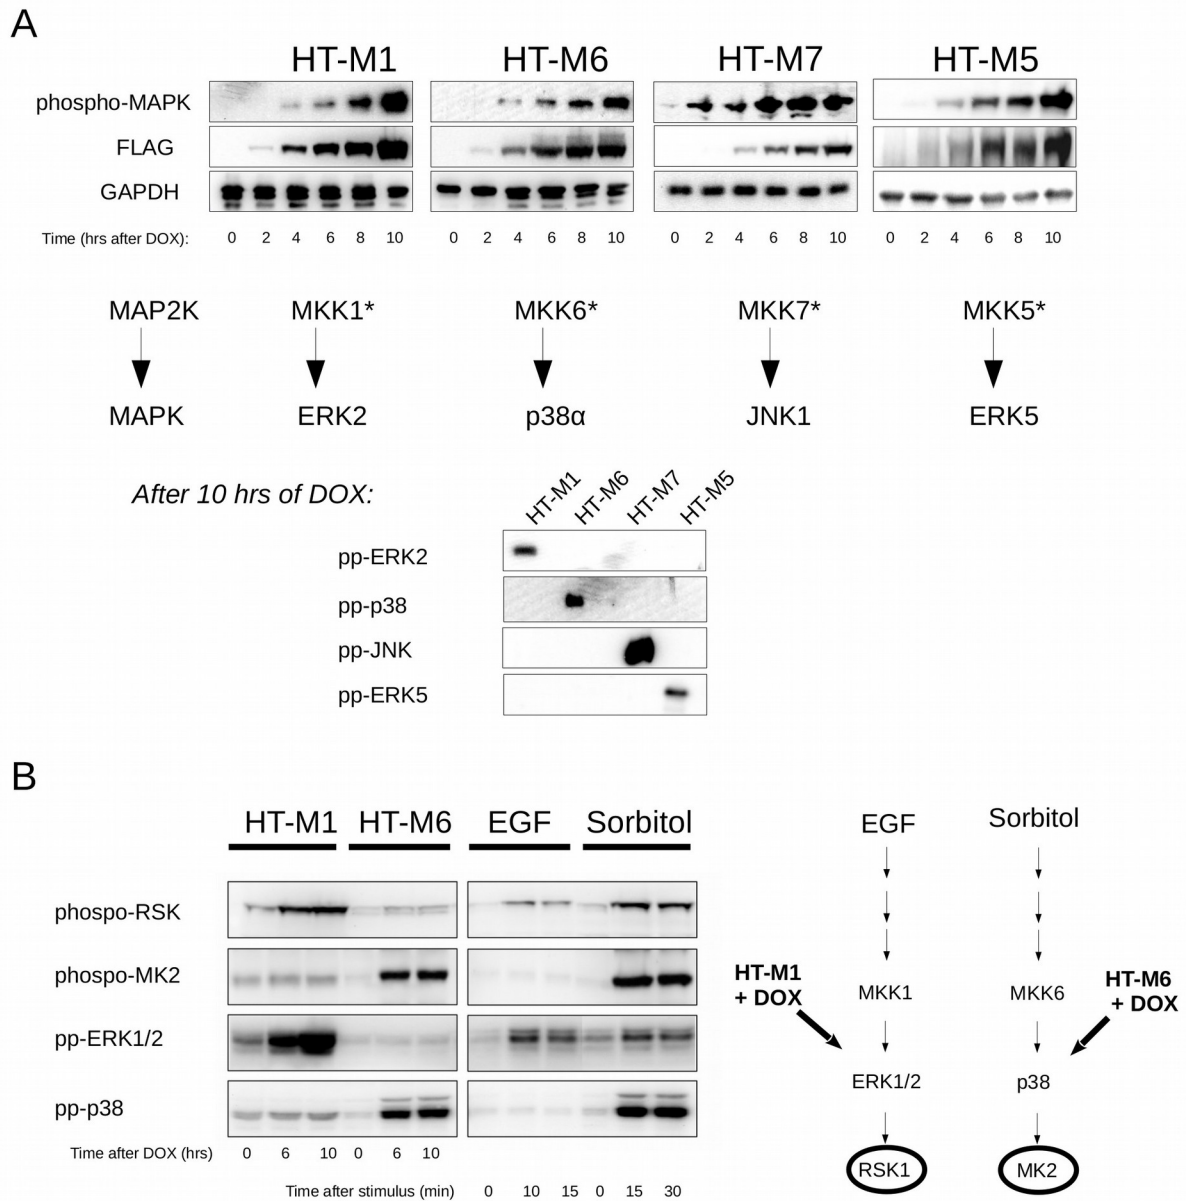 A
HT-M1 HT-M6 HT-M7 HT-M5
phospho-MAPK
FLAG
GAPDH
Time (hrs after DOX): 0 2 4 6 8 10 0 2 4 6 8 10 0 2 4 6 8 10 0 2 4 6 8 10
MAP2K MKK1* MKK6* MKK7* MKK5*
MAPK ERK2 p38α JNK1 ERK5
After 10 hrs of DOX: HT-M1 HT-M6 HT-M7 HT-M5
pp-ERK2
pp-p38
pp-JNK
pp-ERK5
B
HT-M1 HT-M6 EGF Sorbitol
phospo-RSK
phospo-MK2
pp-ERK1/2
pp-p38
Time after DOX (hrs) 0 6 10 0 6 10
Time after stimulus (min) 0 10 15 0 15 30
EGF Sorbitol
MKK1 MKK6
HT-M1
+ DOX
HT-M6
+ DOX
ERK1/2 p38
RSK1 MK2